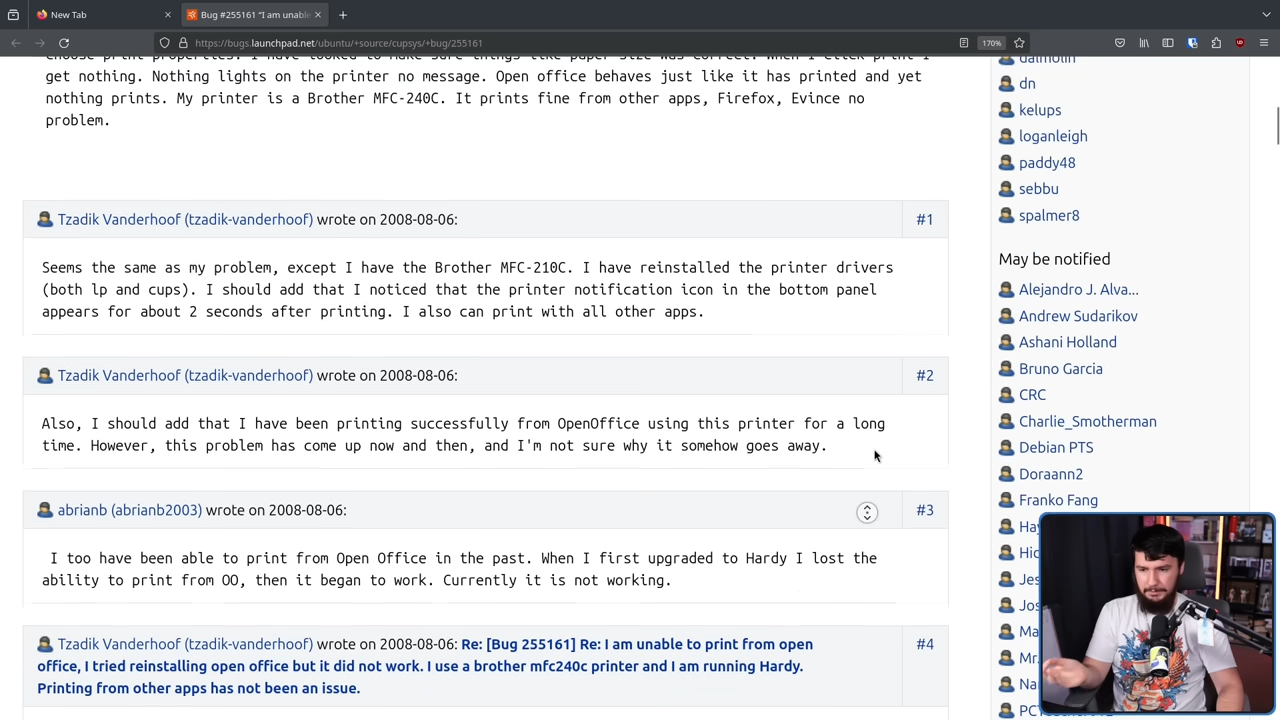 New Tab
Bug #255161 "I am unable
https://bugs.launchpad.net/ubuntu/+source/cupsys/+bug/255161
170%
get nothing. Nothing lights on the printer no message. Open office behaves just like it has printed and yet
nothing prints. My printer is a Brother MFC-240C. It prints fine from other apps, Firefox, Evince no
problem.
Tzadik Vanderhoof (tzadik-vanderhoof) wrote on 2008-08-06:
#1
Seems the same as my problem, except I have the Brother MFC-210C. I have reinstalled the printer drivers
(both lp and cups). I should add that I noticed that the printer notification icon in the bottom panel
appears for about 2 seconds after printing. I also can print with all other apps.
Tzadik Vanderhoof (tzadik-vanderhoof) wrote on 2008-08-06:
#2
Also, I should add that I have been printing successfully from OpenOffice using this printer for a long
time. However, this problem has come up now and then, and I'm not sure why it somehow goes away.
abrianb (abrianb2003) wrote on 2008-08-06:
#3
I too have been able to print from Open Office in the past. When I first upgraded to Hardy I lost the
ability to print from OO, then it began to work. Currently it is not working.
Tzadik Vanderhoof (tzadik-vanderhoof) wrote on 2008-08-06: Re: [Bug 255161] Re: I am unable to print from open
#4
office, I tried reinstalling open office but it did not work. I use a brother mfc240c printer and I am running Hardy.
Printing from other apps has not been an issue.
dalmolin
dn
kelups
loganleigh
paddy48
sebbu
spalmer8
May be notified
Alejandro J. Alva...
Andrew Sudarikov
Ashani Holland
Bruno Garcia
CRC
Charlie_Smotherman
Debian PTS
Doraann2
Franko Fang